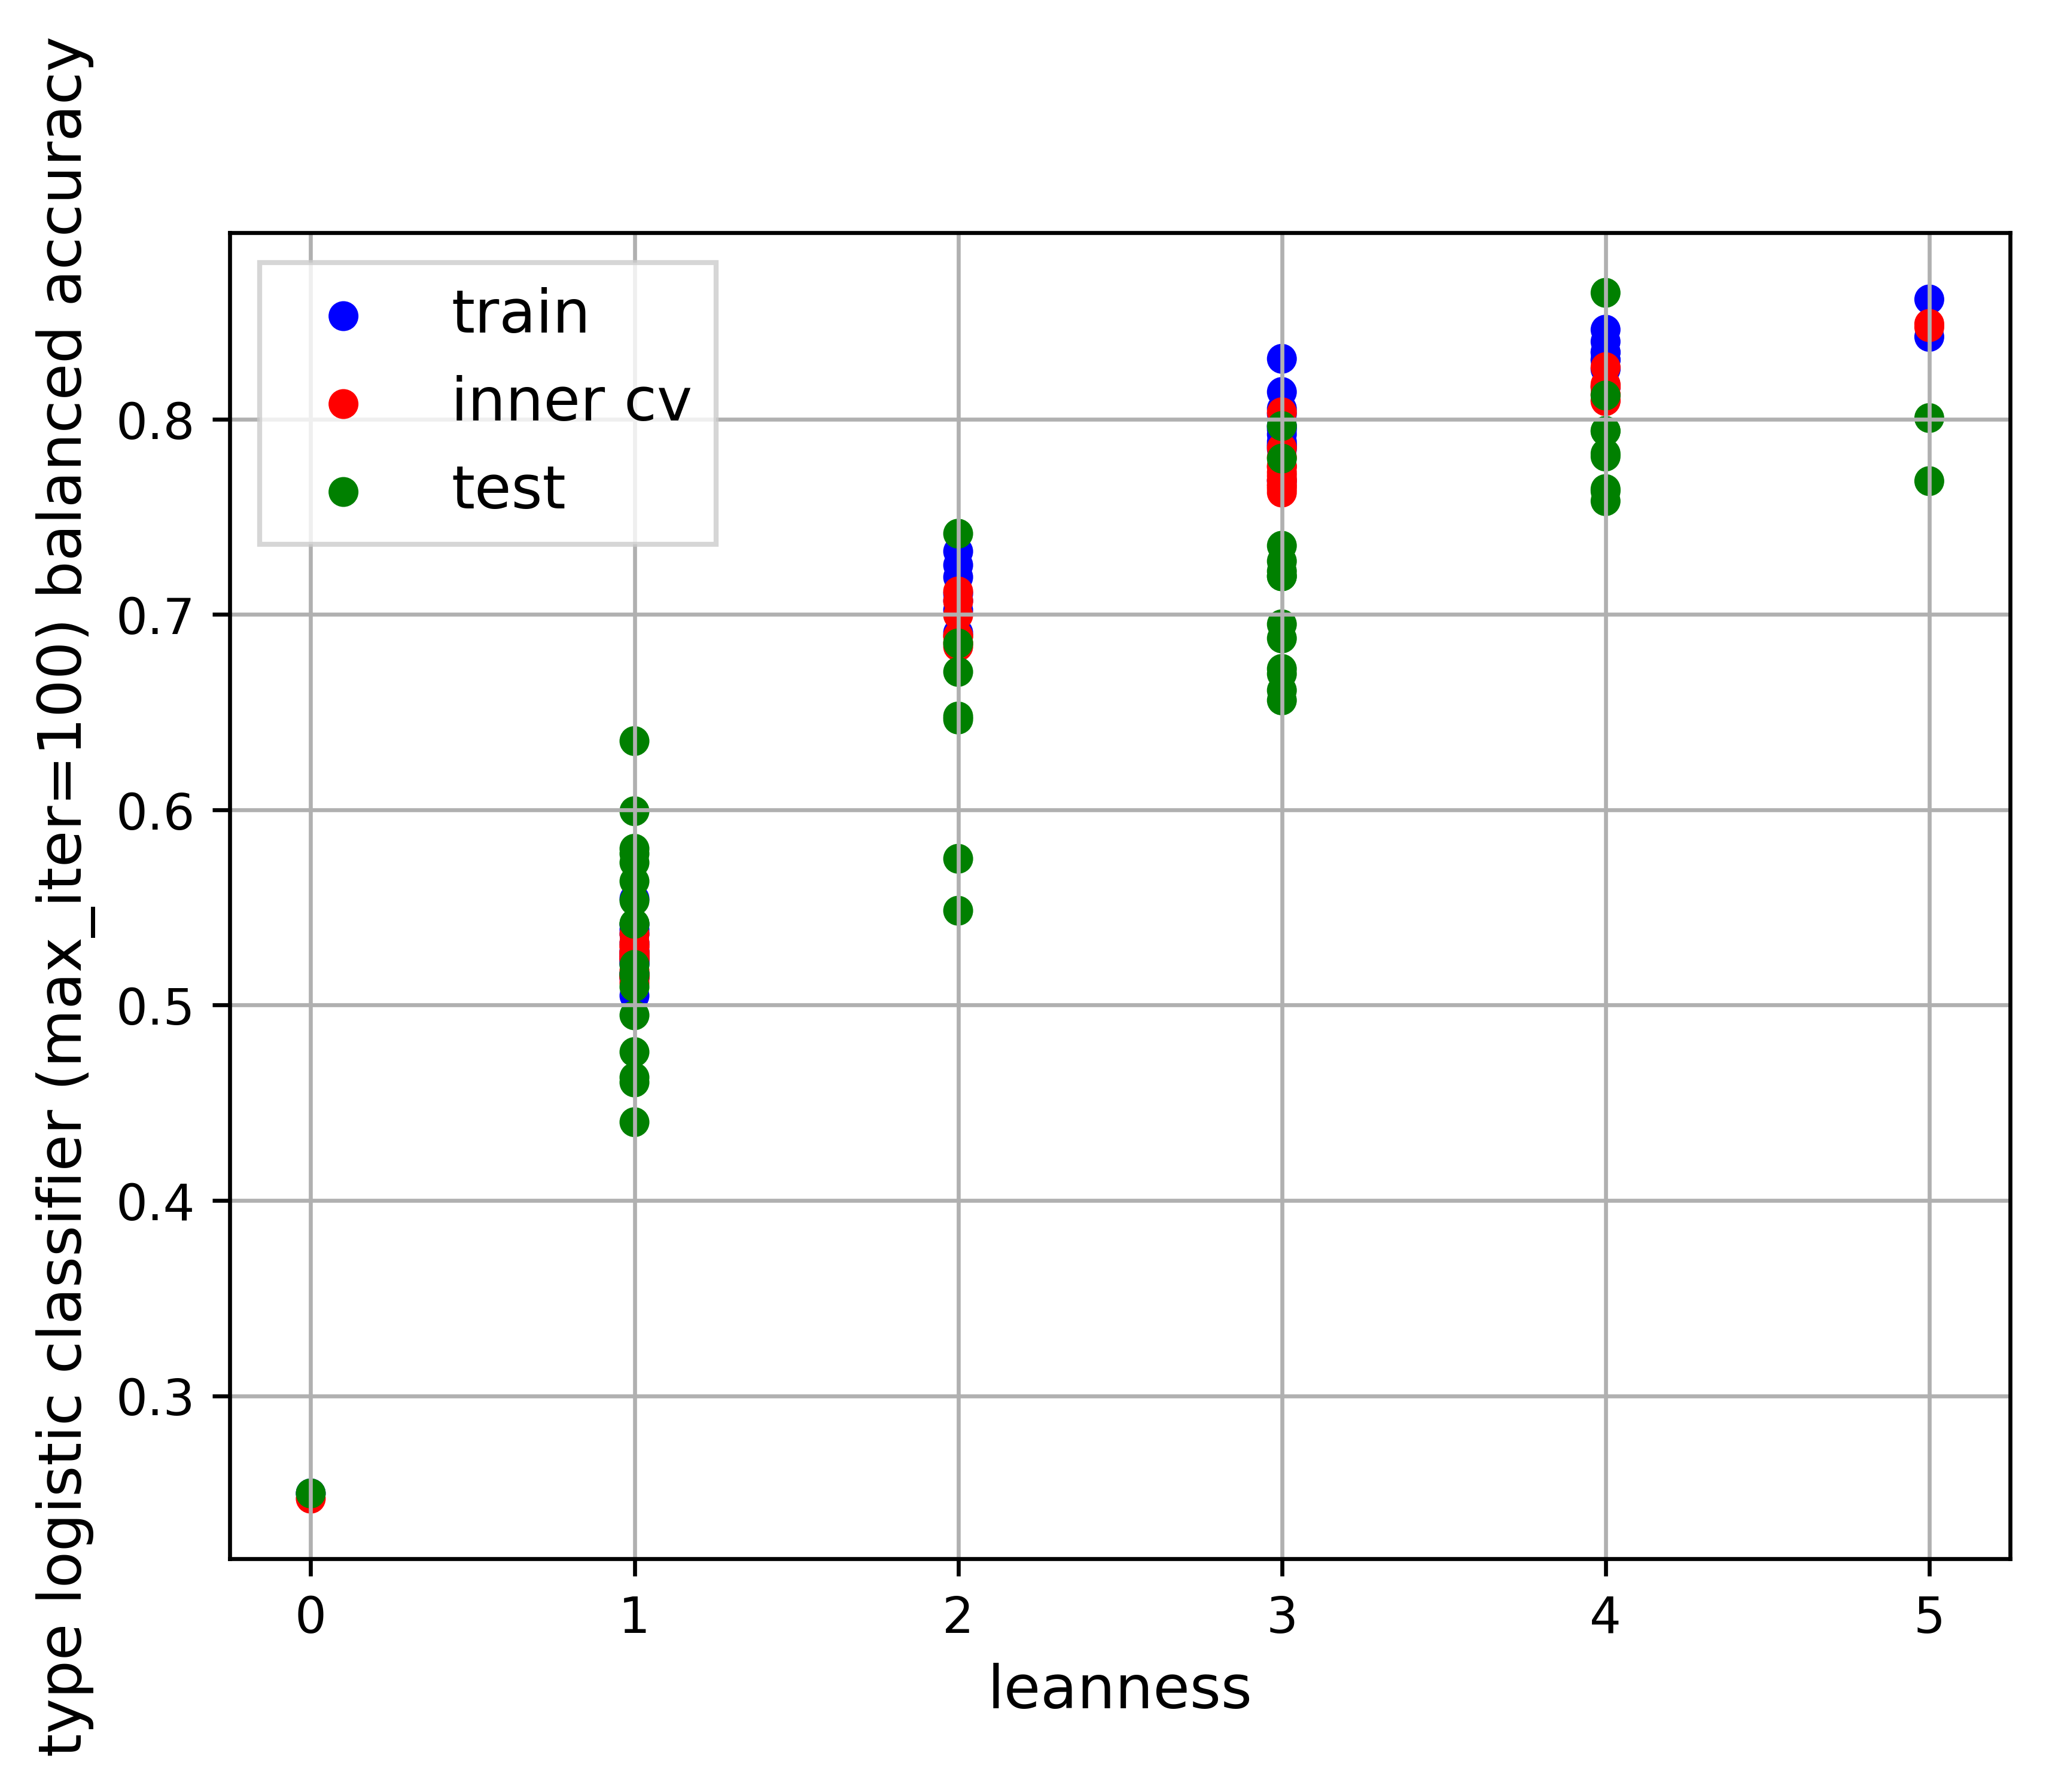 type logistic classifier (max_iter=100) balanced accuracy
train
inner cv
test
0.8
0.7
0.6
0.5
0.4
0.3
0 1 2 3 4 5
leanness